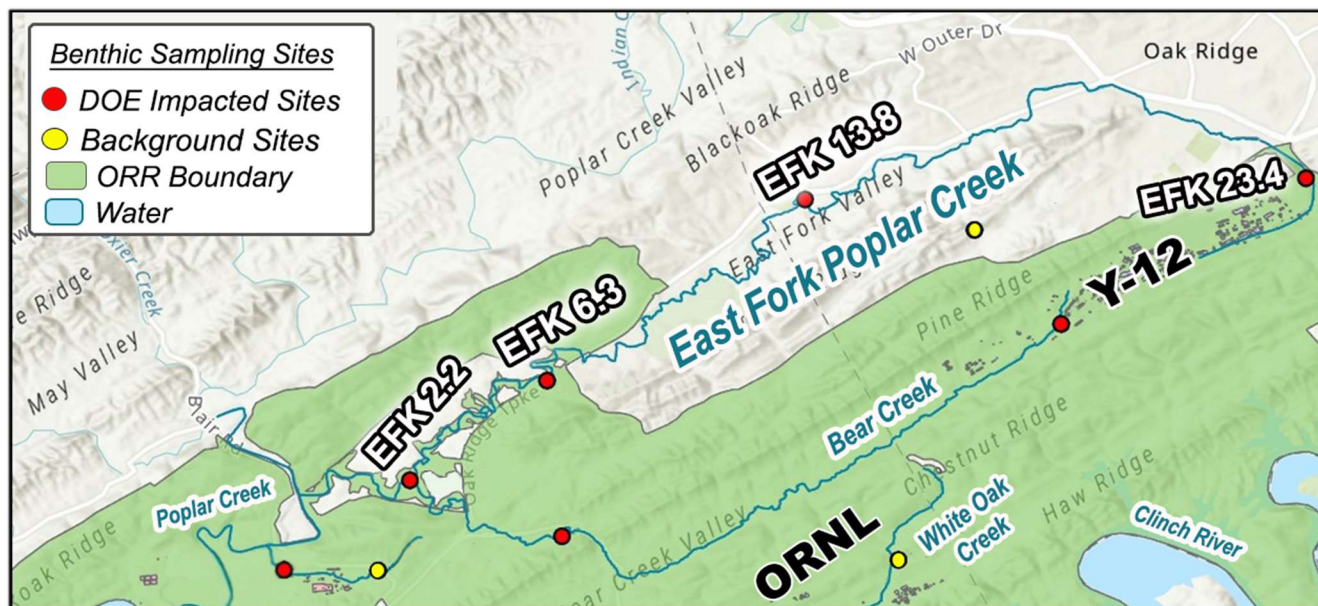 Benthic Sampling Sites
DOE Impacted Sites
Background Sites
ORR Boundary
Water
Poplar Creek Valley
Blackoak Ridge
W Outer Dr
Oak Ridge
EFK 13.8
East Fork Valley
East Fork Poplar Creek
EFK 23.4
Y-12
Pine Ridge
EFK 6.3
EFK 2.2
May Valley
Ridge
Creek
Blair Rd
Oak Ridge Tpke
Poplar Creek
Bear Creek
Chestnut Ridge
Haw Ridge
White Oak
Creek
Clinch River
ORNL
Creek Valley
Ridge